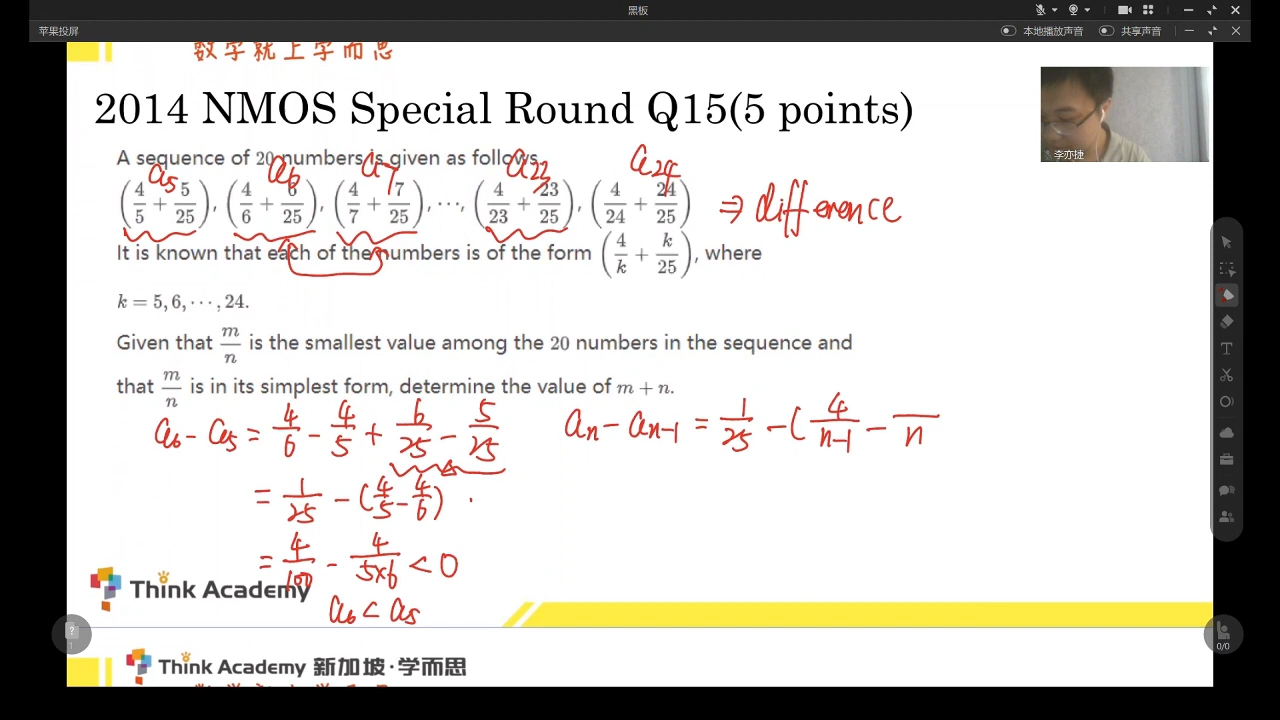 黑板
苹果投屏
本地播放声音 共享声音
数学就上学而思
2014 NMOS Special Round Q15(5 points)
李亦捷
A sequence of 20 numbers is given as follows
a5 a6 a7 a23 a24
(4/5 + 5/25), (4/6 + 6/25), (4/7 + 7/25), ⋯, (4/23 + 23/25), (4/24 + 24/25) ⇒ difference
It is known that each of the numbers is of the form (4/k + k/25), where
k = 5, 6, ⋯, 24.
Given that m/n is the smallest value among the 20 numbers in the sequence and
that m/n is in its simplest form, determine the value of m + n.
a6 - a5 = 4/6 - 4/5 + 6/25 - 5/25
an - an-1 = 1/25 - ( 4/n-1 - /n
= 1/25 - (4/5 - 4/6)
= 4/100 - 4/5×6 < 0
a6 < a5
Think Academy
?
1
0/0
Think Academy 新加坡·学而思